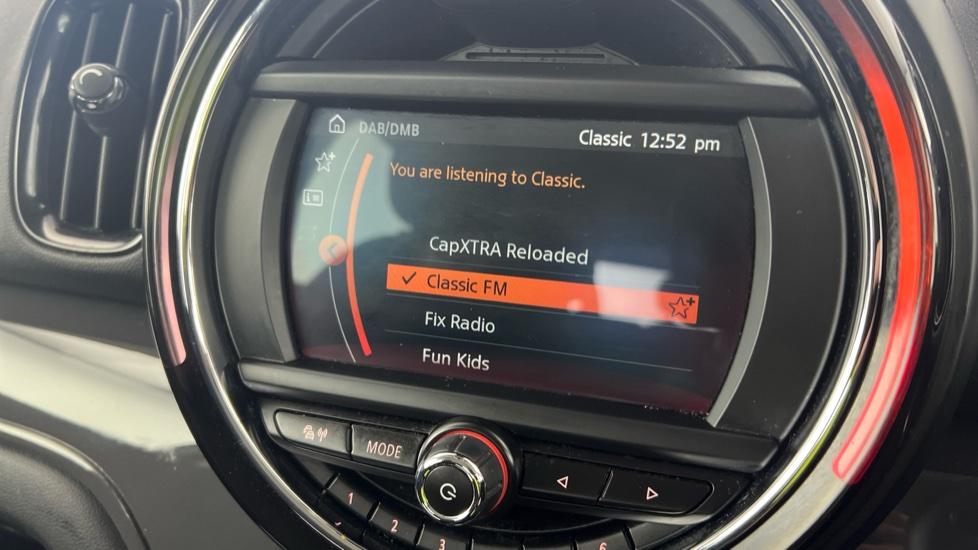 DAB/DMB
Classic 12:52 pm
You are listening to Classic.
CapXTRA Reloaded
Classic FM
Fix Radio
Fun Kids
MODE
1
2
3
6